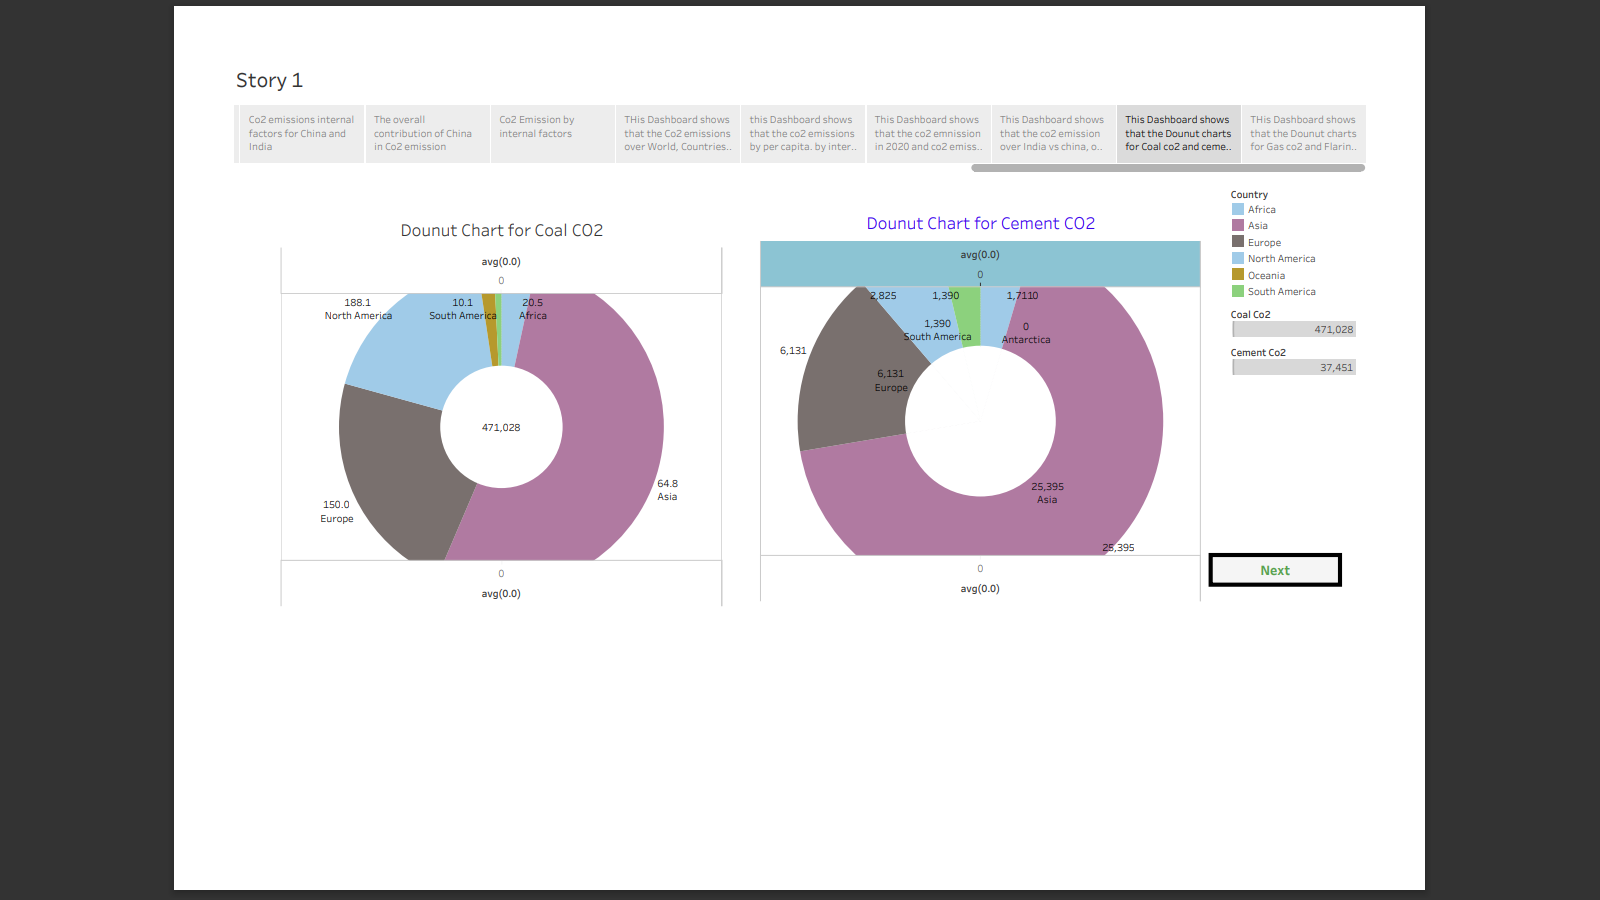 Story 1
Co2 emissions internal
factors for China and
India
The overall
contribution of China
in Co2 emission
Co2 Emission by
internal factors
THis Dashboard shows
that the Co2 emissions
over World, Countries..
this Dashboard shows
that the co2 emissions
by per capita. by inter..
This Dashboard shows
that the co2 emnission
in 2020 and co2 emiss..
This Dashboard shows
that the co2 emission
over India vs china, o..
This Dashboard shows
that the Dounut charts
for Coal co2 and ceme..
THis Dashboard shows
that the Dounut charts
for Gas co2 and Flarin..
Dounut Chart for Coal CO2
avg(0.0)
0
188.1
North America
10.1
South America
20.5
Africa
471,028
64.8
Asia
150.0
Europe
0
avg(0.0)
Dounut Chart for Cement CO2
avg(0.0)
0
2,825
1,390
1,7110
1,390
South America
0
Antarctica
6,131
6,131
Europe
25,395
Asia
25,395
0
avg(0.0)
Country
Africa
Asia
Europe
North America
Oceania
South America
Coal Co2
471,028
Cement Co2
37,451
Next